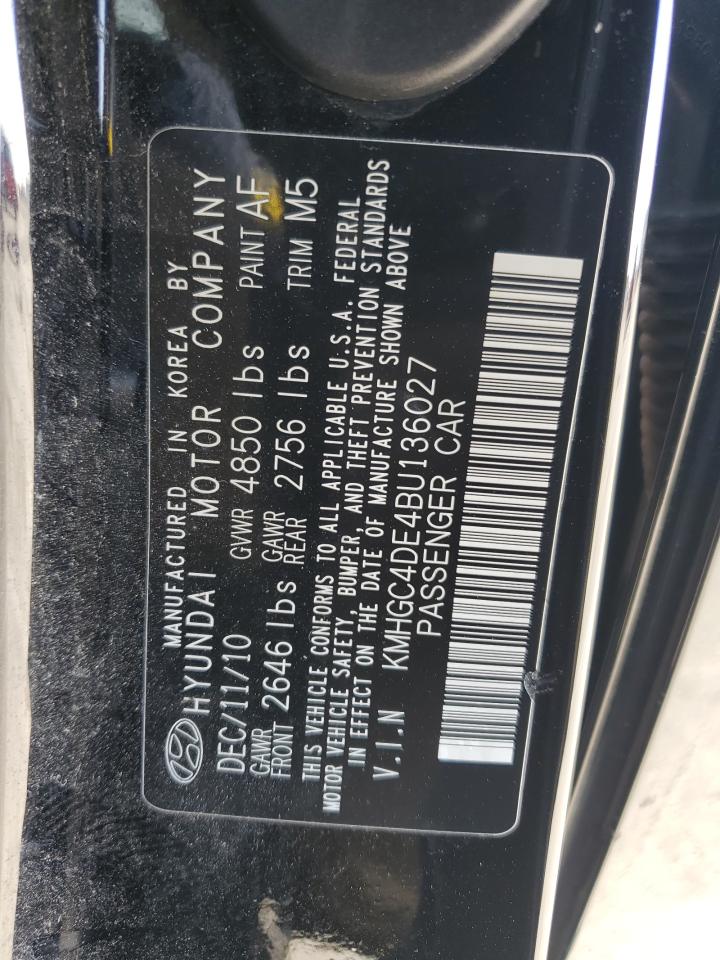 MANUFACTURED IN KOREA BY
HYUNDAI MOTOR COMPANY
DEC/11/10 GVWR 4850 lbs PAINT AF
GAWR FRONT 2646 lbs GAWR REAR 2756 lbs TRIM M5
THIS VEHICLE CONFORMS TO ALL APPLICABLE U.S.A. FEDERAL
MOTOR VEHICLE SAFETY, BUMPER, AND THEFT PREVENTION STANDARDS
IN EFFECT ON THE DATE OF MANUFACTURE SHOWN ABOVE
V.I.N KMHGC4DE4BU136027
PASSENGER CAR